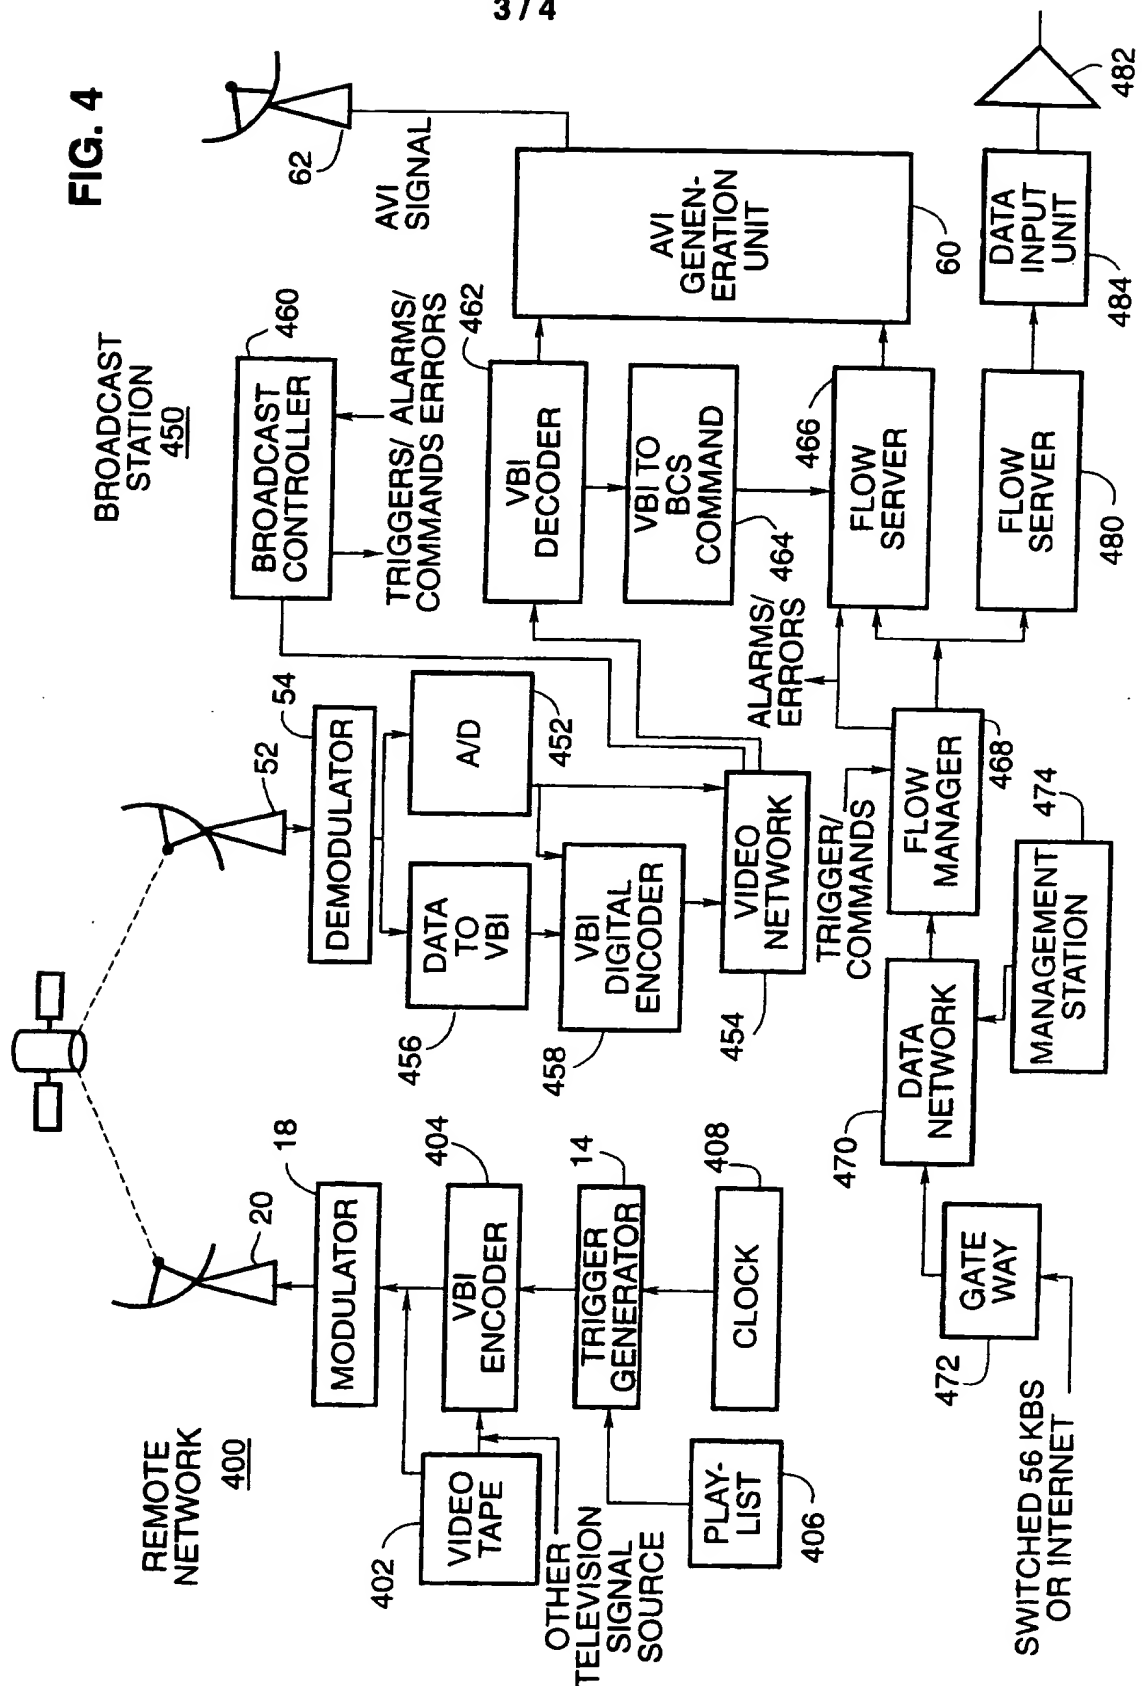 3/4
FIG. 4
REMOTE
NETWORK
400
BROADCAST
STATION
450
20
18
MODULATOR
404
VBI
ENCODER
402
VIDEO
TAPE
OTHER
TELEVISION
SIGNAL
SOURCE
14
TRIGGER
GENERATOR
408
CLOCK
PLAY-
LIST
406
52
54
DEMODULATOR
DATA
TO
VBI
456
A/D
452
VBI
DIGITAL
ENCODER
458
VIDEO
NETWORK
454
460
BROADCAST
CONTROLLER
TRIGGERS/
COMMANDS
ALARMS/
ERRORS
462
VBI
DECODER
VBI TO
BCS
COMMAND
464
62
AVI
SIGNAL
AVI
GENEN-
ERATION
UNIT
60
ALARMS/
ERRORS
466
FLOW
SERVER
TRIGGER/
COMMANDS
FLOW
MANAGER
468
470
DATA
NETWORK
474
MANAGEMENT
STATION
GATE
WAY
472
SWITCHED 56 KBS
OR INTERNET
FLOW
SERVER
480
DATA
INPUT
UNIT
484
482